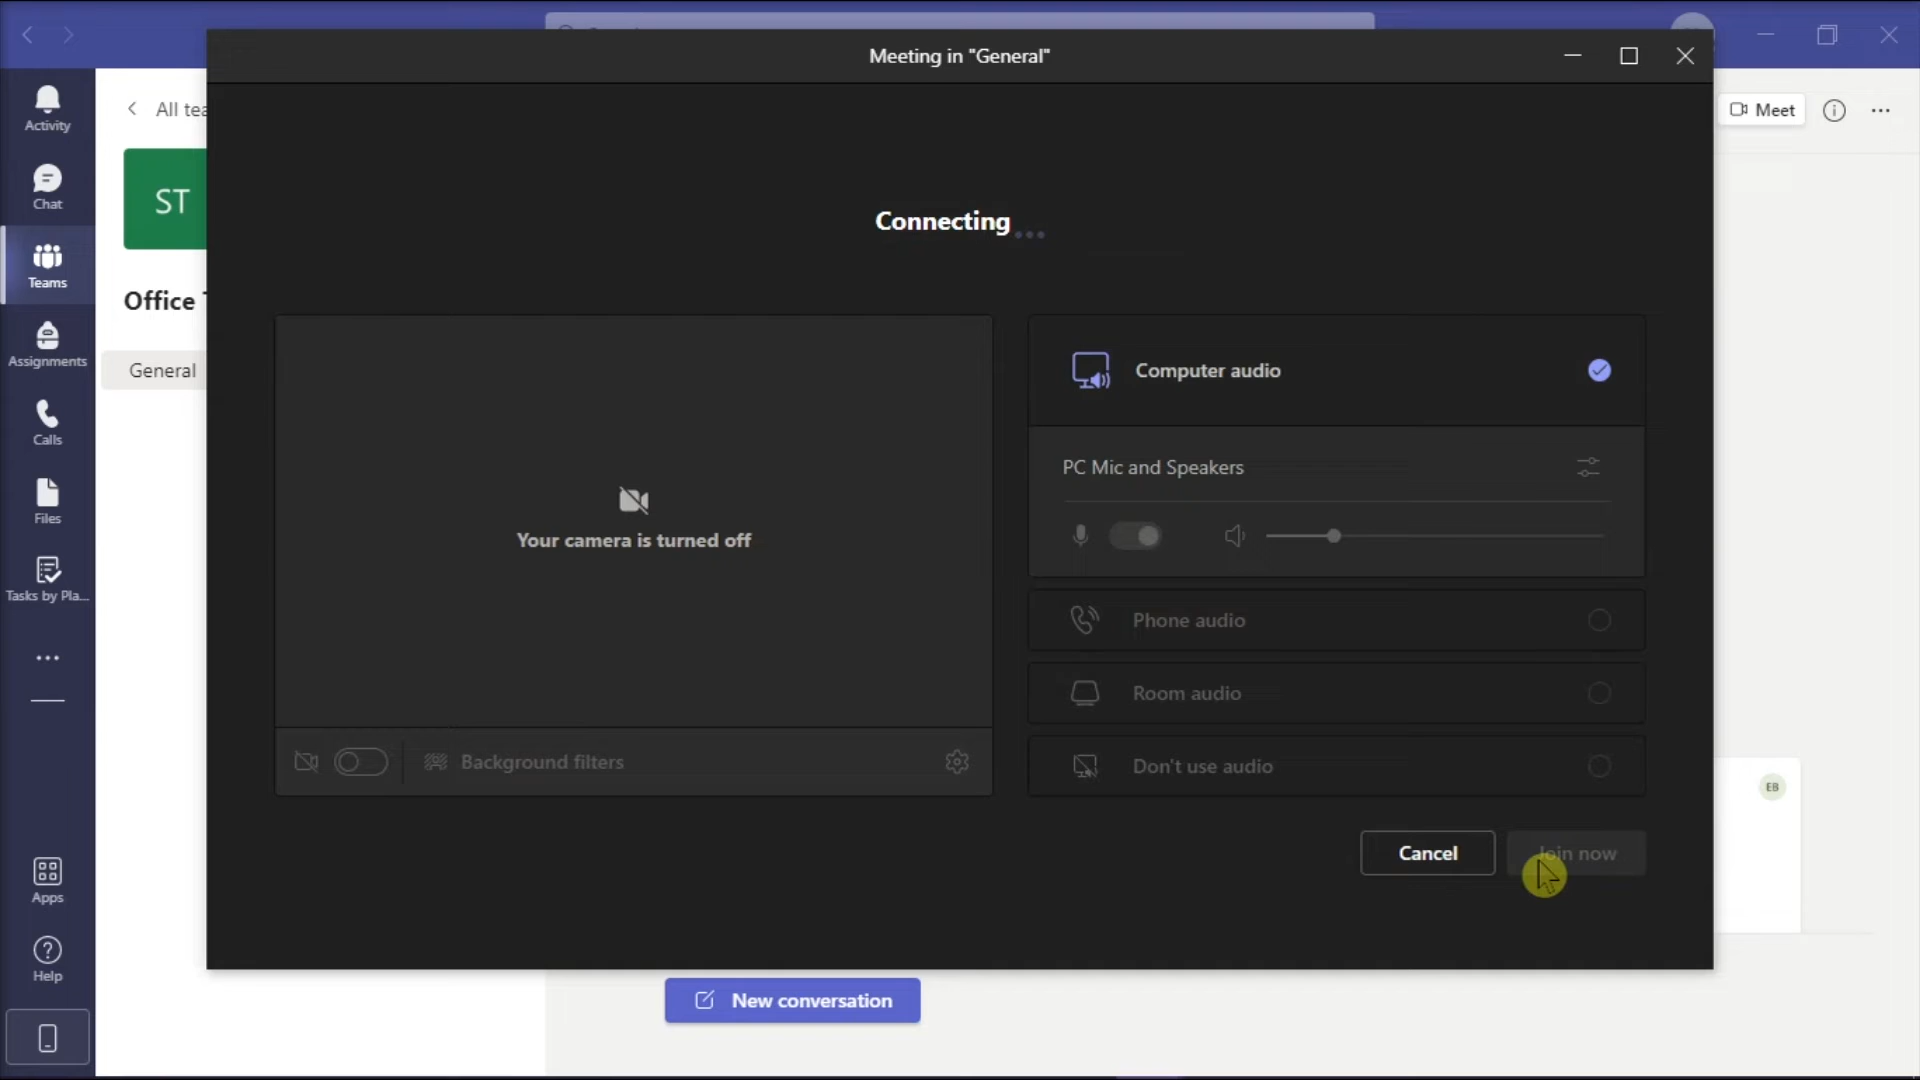 Meeting in "General"
Activity
All tea
Meet
Chat
ST
Connecting...
Teams
Office T
Assignments
General
Computer audio
Calls
PC Mic and Speakers
Files
Your camera is turned off
Tasks by Pla...
Phone audio
Room audio
Background filters
Don't use audio
EB
Cancel
Join now
Apps
Help
New conversation